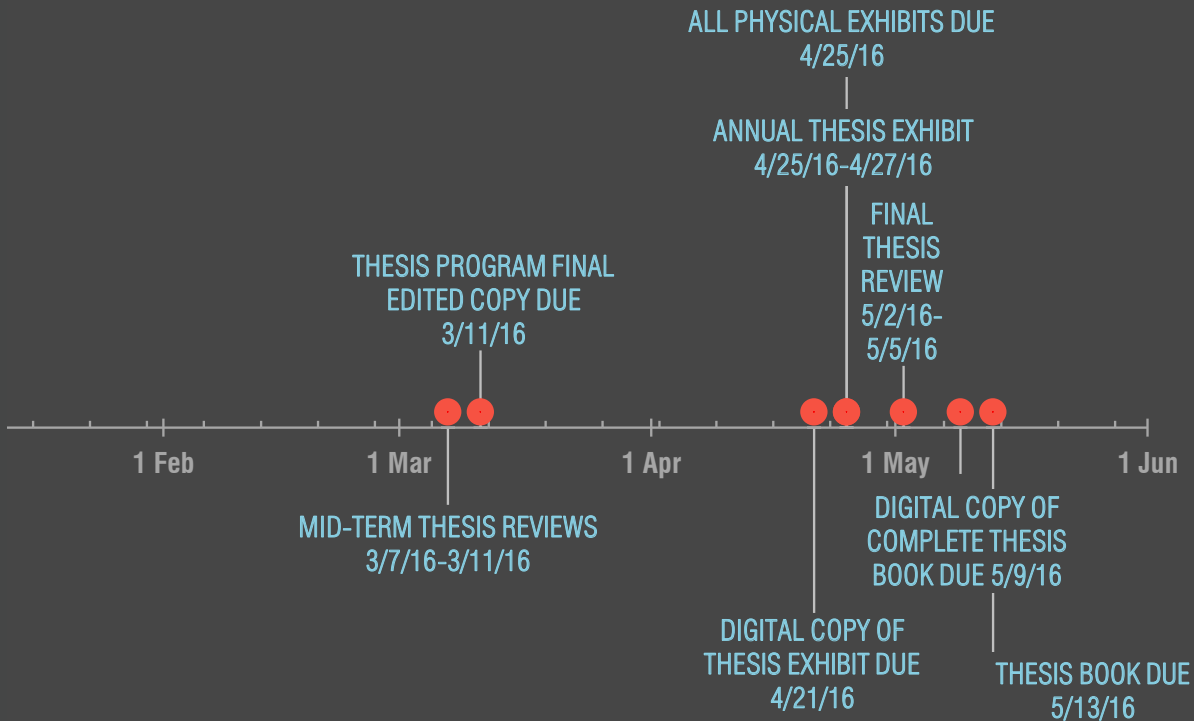 ALL PHYSICAL EXHIBITS DUE
4/25/16
ANNUAL THESIS EXHIBIT
4/25/16-4/27/16
FINAL
THESIS
REVIEW
5/2/16-
5/5/16
THESIS PROGRAM FINAL
EDITED COPY DUE
3/11/16
1 Feb
1 Mar
1 Apr
1 May
1 Jun
MID-TERM THESIS REVIEWS
3/7/16-3/11/16
DIGITAL COPY OF
COMPLETE THESIS
BOOK DUE 5/9/16
DIGITAL COPY OF
THESIS EXHIBIT DUE
4/21/16
THESIS BOOK DUE
5/13/16